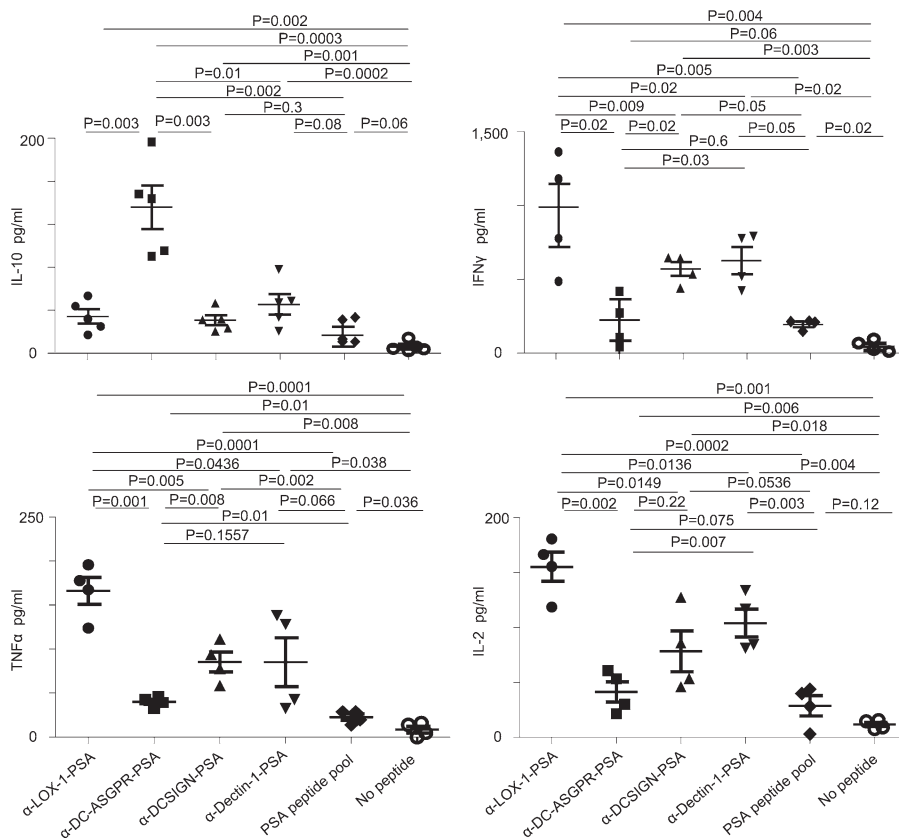 P=0.002
P=0.0003
P=0.001
P=0.01 P=0.0002
P=0.002
P=0.3
P=0.003 P=0.003 P=0.08 P=0.06
200
IL-10 pg/ml
0
P=0.004
P=0.06
P=0.003
P=0.005
P=0.02 P=0.02
P=0.009 P=0.05
P=0.02 P=0.02 P=0.05 P=0.02
P=0.6
P=0.03
1,500
IFNγ pg/ml
0
P=0.0001
P=0.01
P=0.008
P=0.0001
P=0.0436 P=0.038
P=0.005 P=0.002
P=0.001 P=0.008 P=0.066 P=0.036
P=0.01
P=0.1557
250
TNFα pg/ml
0
α-LOX-1-PSA
α-DC-ASGPR-PSA
α-DCSIGN-PSA
α-Dectin-1-PSA
PSA peptide pool
No peptide
P=0.001
P=0.006
P=0.018
P=0.0002
P=0.0136 P=0.004
P=0.0149 P=0.0536
P=0.002 P=0.22 P=0.003 P=0.12
P=0.075
P=0.007
200
IL-2 pg/ml
0
α-LOX-1-PSA
α-DC-ASGPR-PSA
α-DCSIGN-PSA
α-Dectin-1-PSA
PSA peptide pool
No peptide